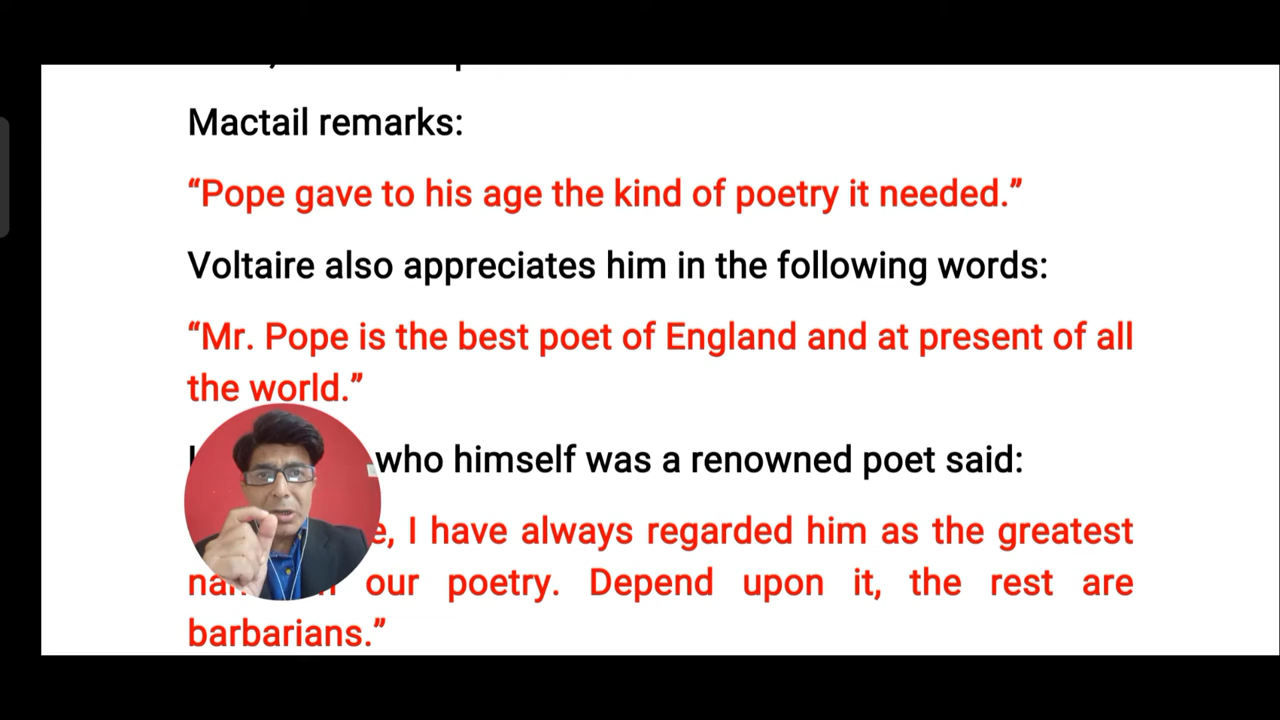 Mactail remarks:
“Pope gave to his age the kind of poetry it needed.”
Voltaire also appreciates him in the following words:
“Mr. Pope is the best poet of England and at present of all
the world.”
who himself was a renowned poet said:
I have always regarded him as the greatest
our poetry. Depend upon it, the rest are
barbarians.”